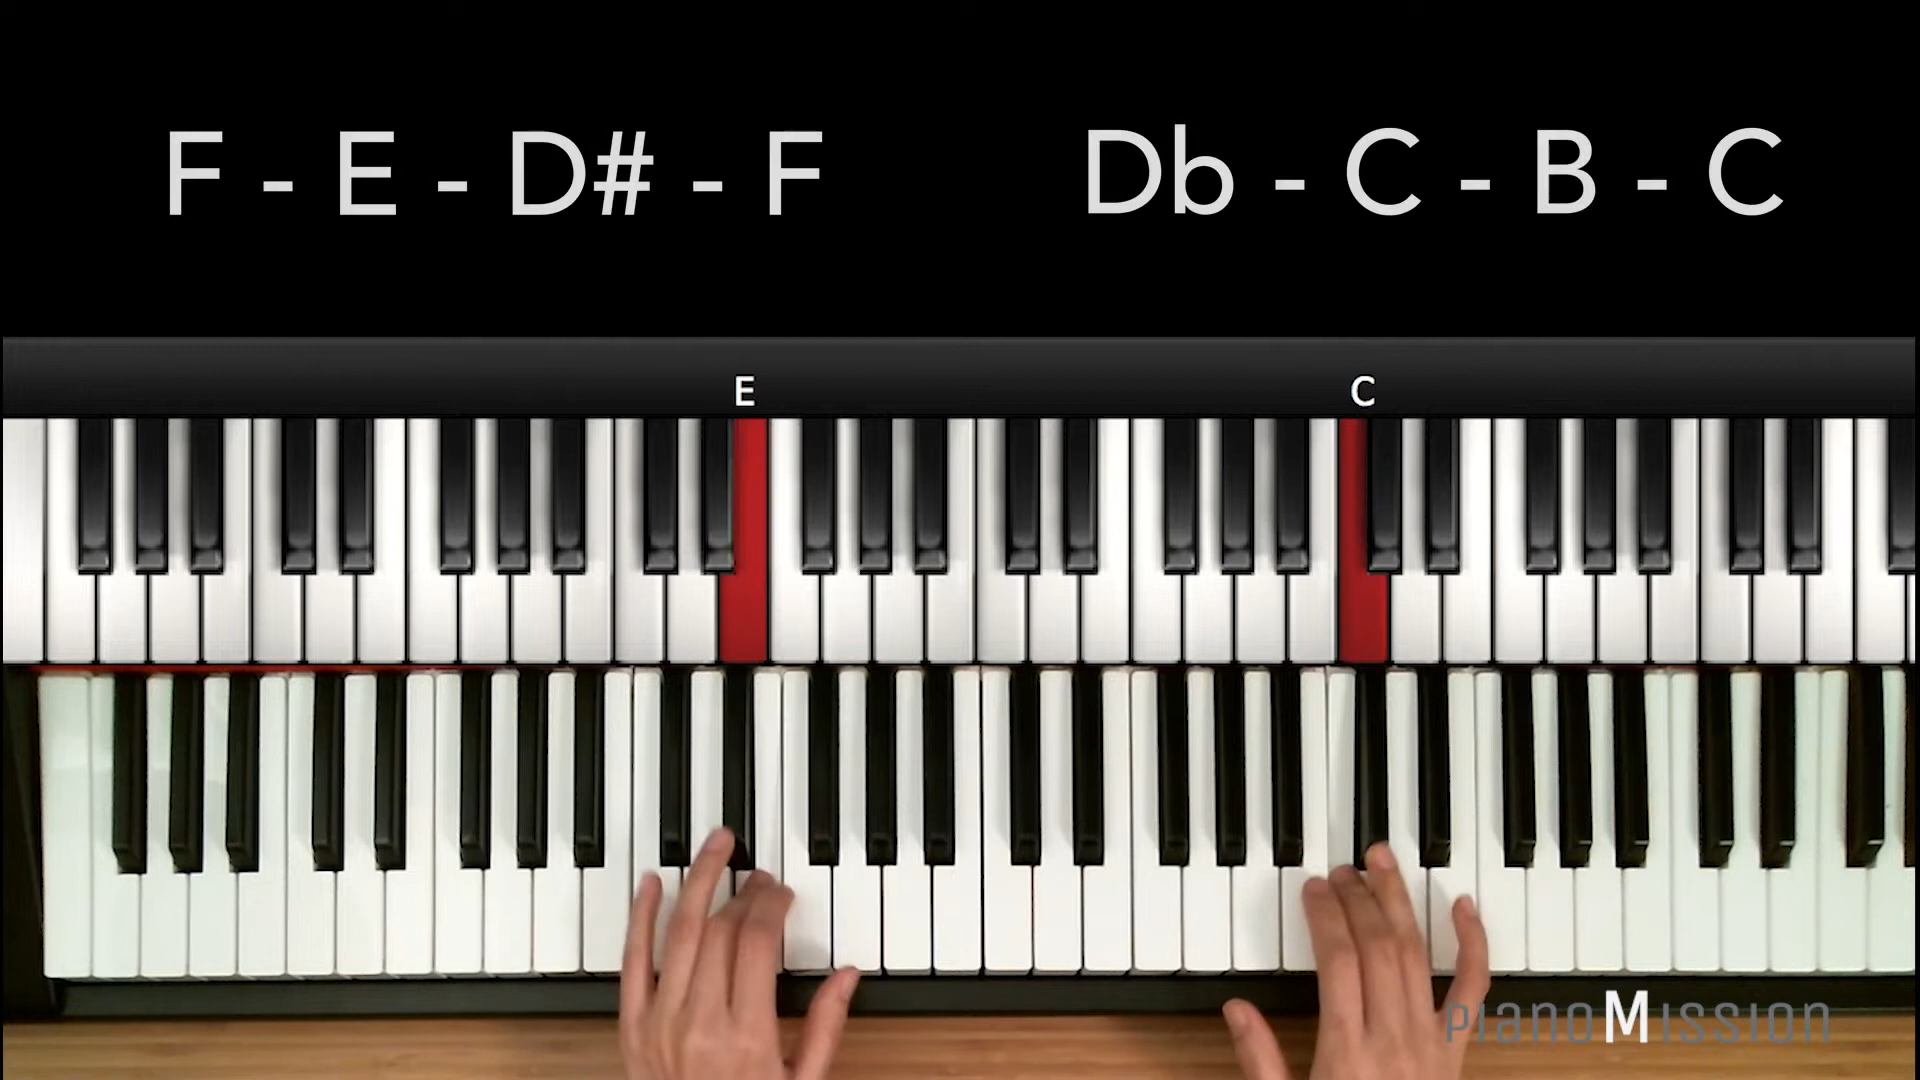 F - E - D# - F
Db - C - B - C
E
C
pianoMission